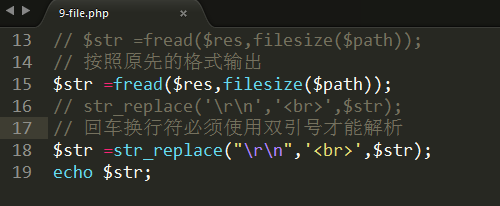 9-file.php ×
13 // $str =fread($res,filesize($path));
14 // 按照原先的格式输出
15 $str =fread($res,filesize($path));
16 // str_replace('\r\n','<br>',$str);
17 // 回车换行符必须使用双引号才能解析
18 $str =str_replace("\r\n",'<br>',$str);
19 echo $str;